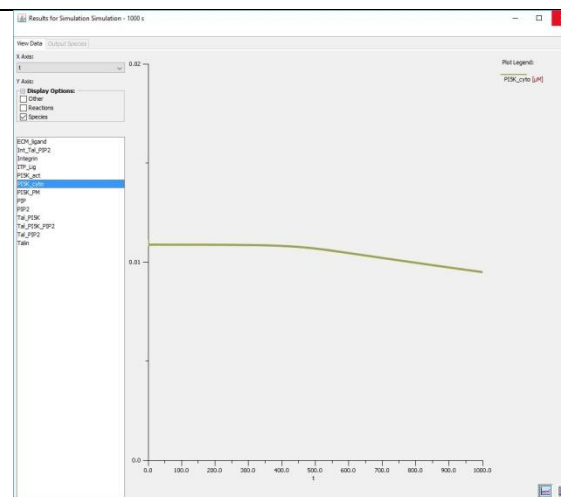 Results for Simulation Simulation - 1000 s
View Data Output Species
X Axis:
t
Y Axis:
Display Options:
Other
Reactions
Species
ECM_ligand
Int_Tal_PIP2
Integrin
ITP_Lig
PI5K_act
PI5K_cyto
PI5K_PM
PIP
PIP2
Tal_PI5K
Tal_PI5K_PIP2
Tal_PIP2
Talin
0.02
0.01
0.0
0.0 100.0 200.0 300.0 400.0 500.0 600.0 700.0 800.0 900.0 1000.0
t
Plot Legend:
PI5K_cyto [µM]